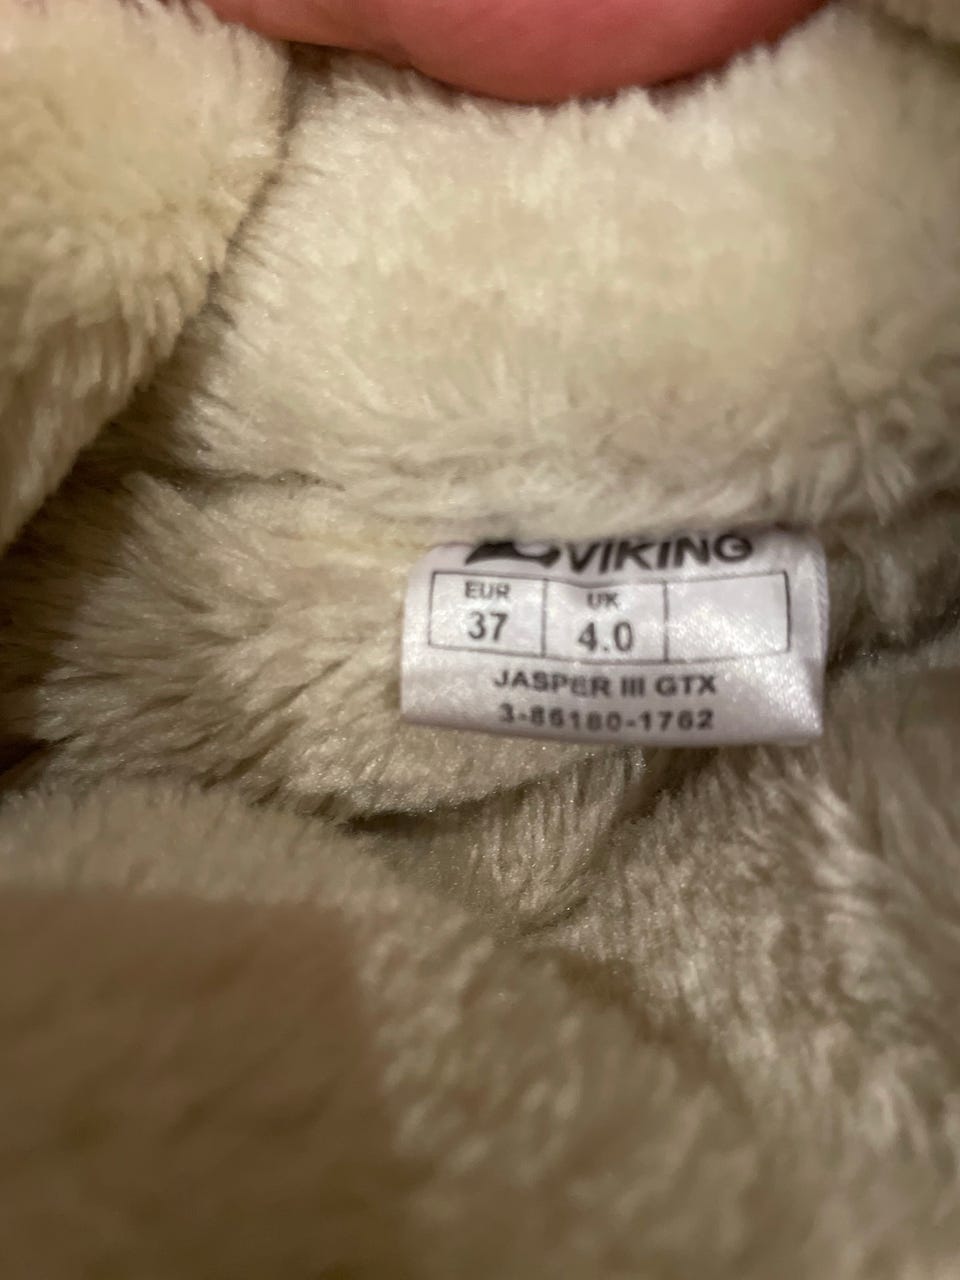 VIKING
EUR UK
37 4.0
JASPER III GTX
3-86180-1762